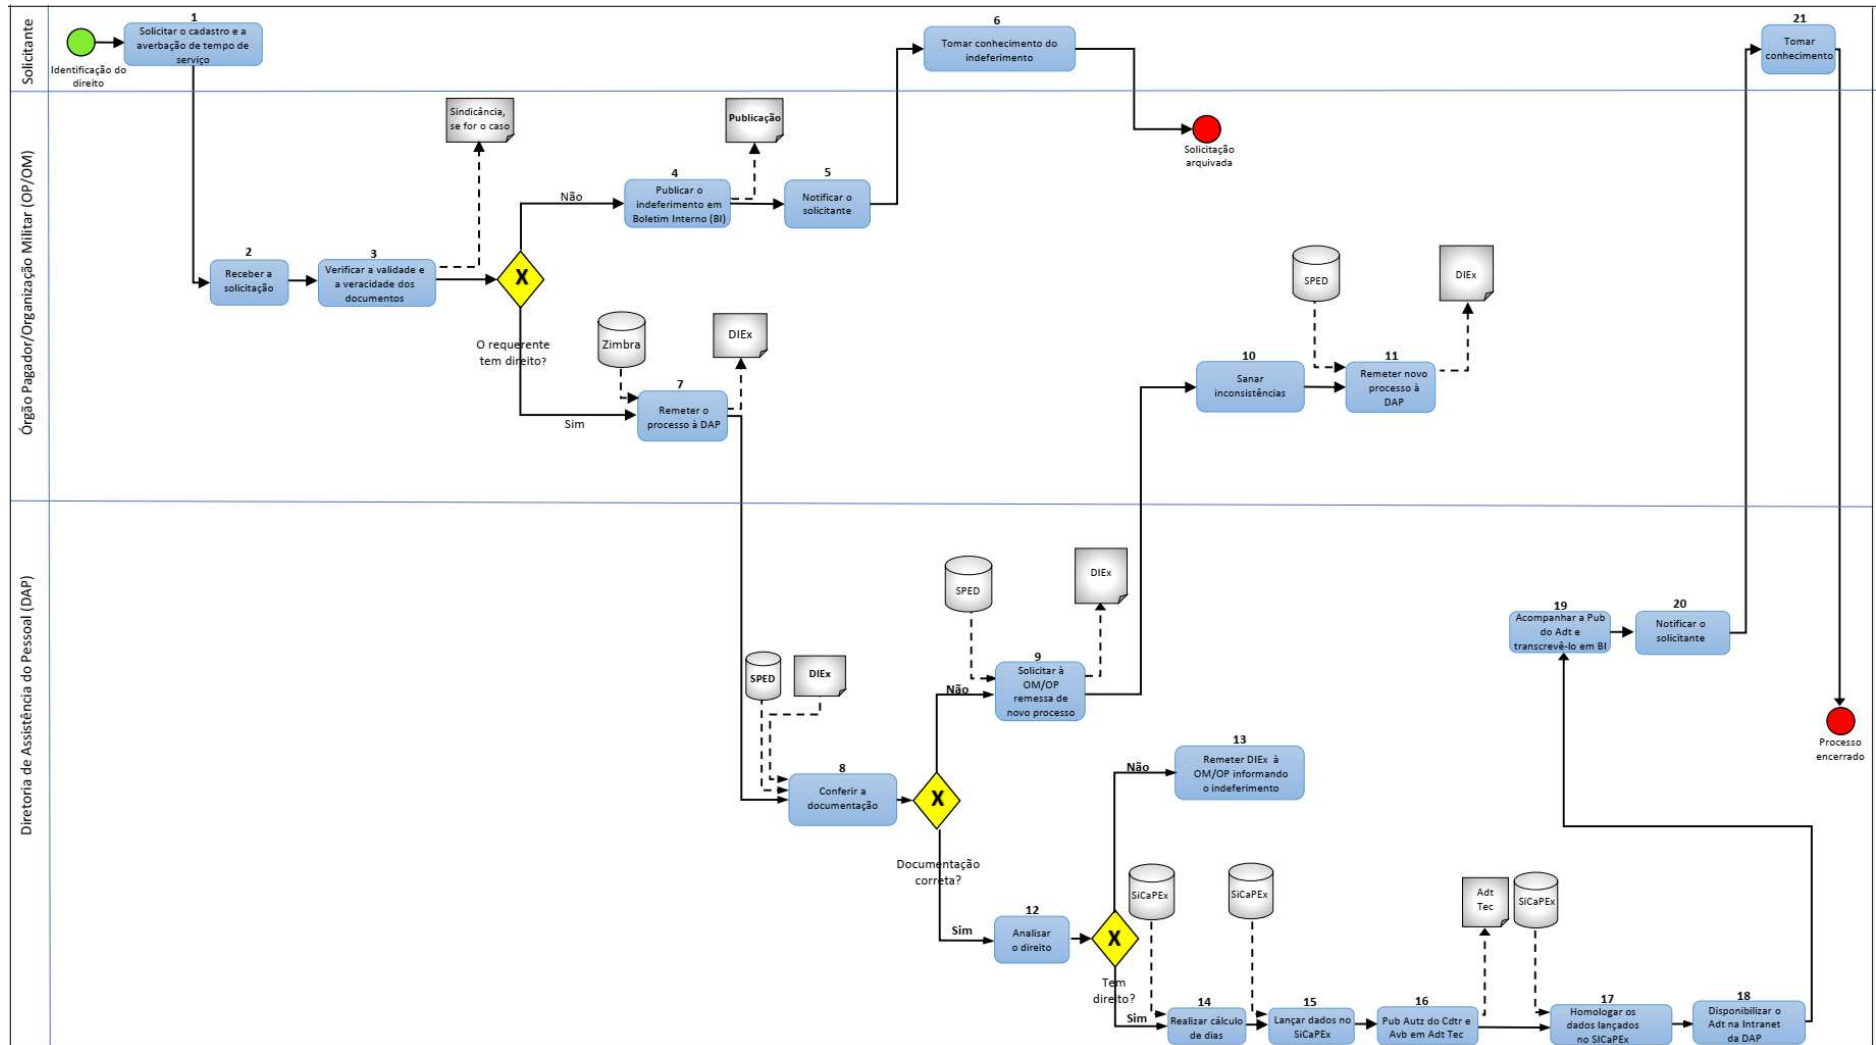 Solicitante
1
Solicitar o cadastro e a
averbação de tempo de
serviço
Identificação do
direito
6
Tomar conhecimento do
indeferimento
21
Tomar
conhecimento
Órgão Pagador/Organização Militar (OP/OM)
Sindicância,
se for o caso
Publicação
Solicitação
arquivada
4
Publicar o
indeferimento em
Boletim Interno (BI)
5
Notificar o
solicitante
Não
2
Receber a
solicitação
3
Verificar a validade e
a veracidade dos
documentos
X
O requerente
tem direito?
Sim
Zimbra
DIEx
7
Remeter o
processo à DAP
SPED
DIEx
10
Sanar
inconsistências
11
Remeter novo
processo à
DAP
Diretoria de Assistência do Pessoal (DAP)
SPED
DIEx
SPED
DIEx
9
Solicitar à
OM/OP
remessa de
novo processo
Não
8
Conferir a
documentação
X
Documentação
correta?
Sim
13
Remeter DIEx à
OM/OP informando
o indeferimento
Não
12
Analisar
o direito
X
Tem
direito?
Sim
SiCaPEx
SiCaPEx
Adt
Tec
SiCaPEx
14
Realizar cálculo
de dias
15
Lançar dados no
SiCaPEx
16
Pub Autz do Cdtr e
Avb em Adt Tec
17
Homologar os
dados lançados
no SICaPEx
18
Disponibilizar o
Adt na Intranet
da DAP
19
Acompanhar a Pub
do Adt e
transcrevê-lo em BI
20
Notificar o
solicitante
Processo
encerrado